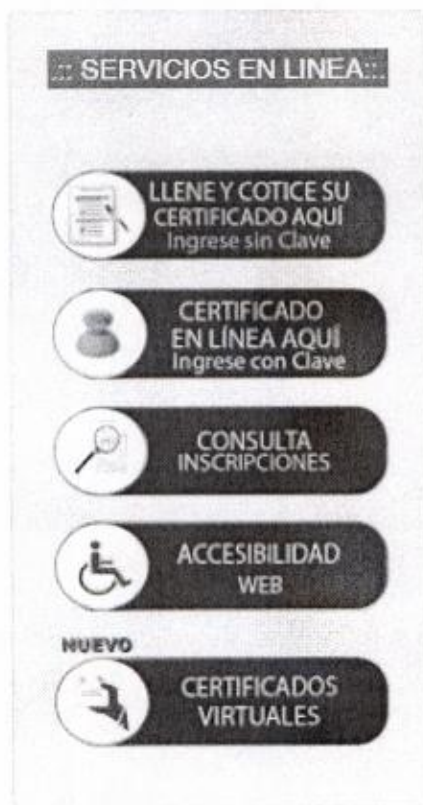 .:: SERVICIOS EN LINEA::.
LLENE Y COTICE SU
CERTIFICADO AQUÍ
Ingrese sin Clave
CERTIFICADO
EN LÍNEA AQUÍ
Ingrese con Clave
CONSULTA
INSCRIPCIONES
ACCESIBILIDAD
WEB
NUEVO
CERTIFICADOS
VIRTUALES